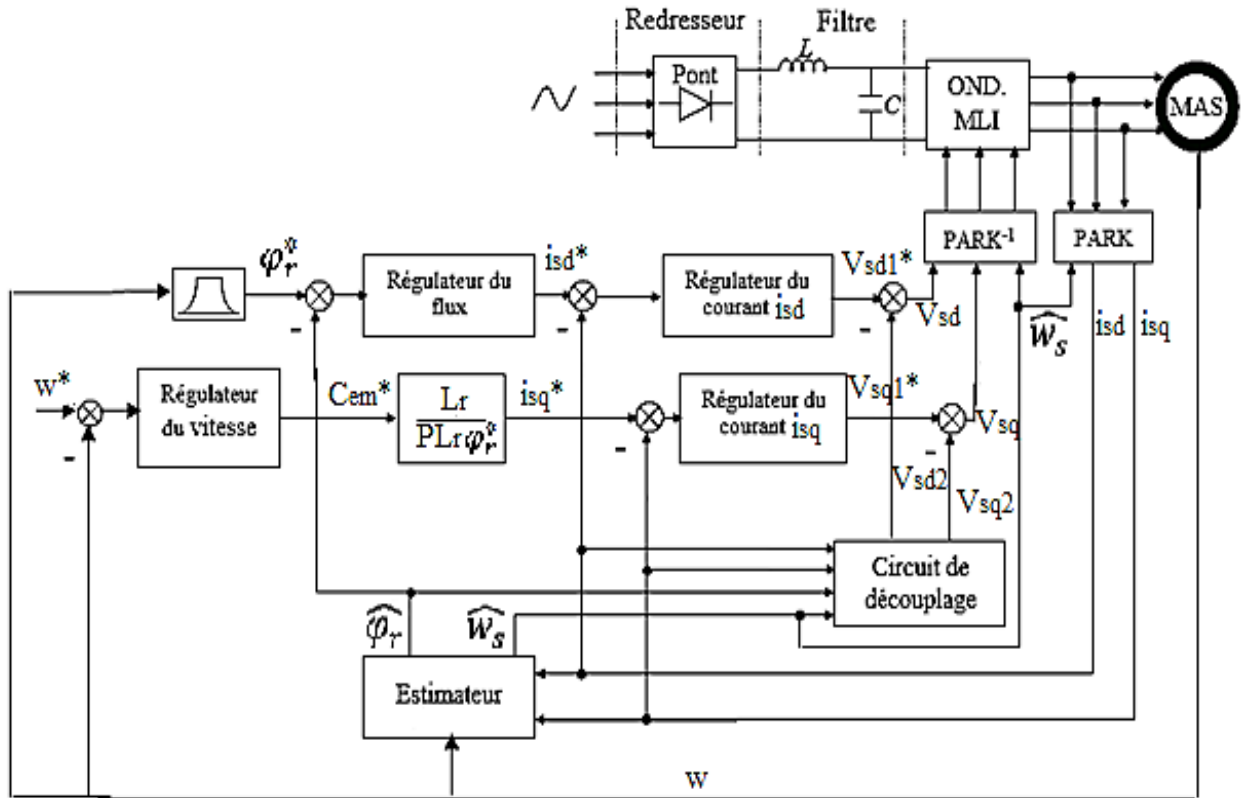 Redresseur
Filtre
Pont
L
C
OND.
MLI
MAS
PARK-1
PARK
φr*
Régulateur du
flux
isd*
Régulateur du
courant isd
Vsd1*
Vsd
ŵs
isd
isq
w*
Régulateur
du vitesse
Cem*
Lr
PLrφr*
isq*
Régulateur du
courant isq
Vsq1*
Vsq
Vsd2
Vsq2
Circuit de
découplage
φ̂r
ŵs
Estimateur
w